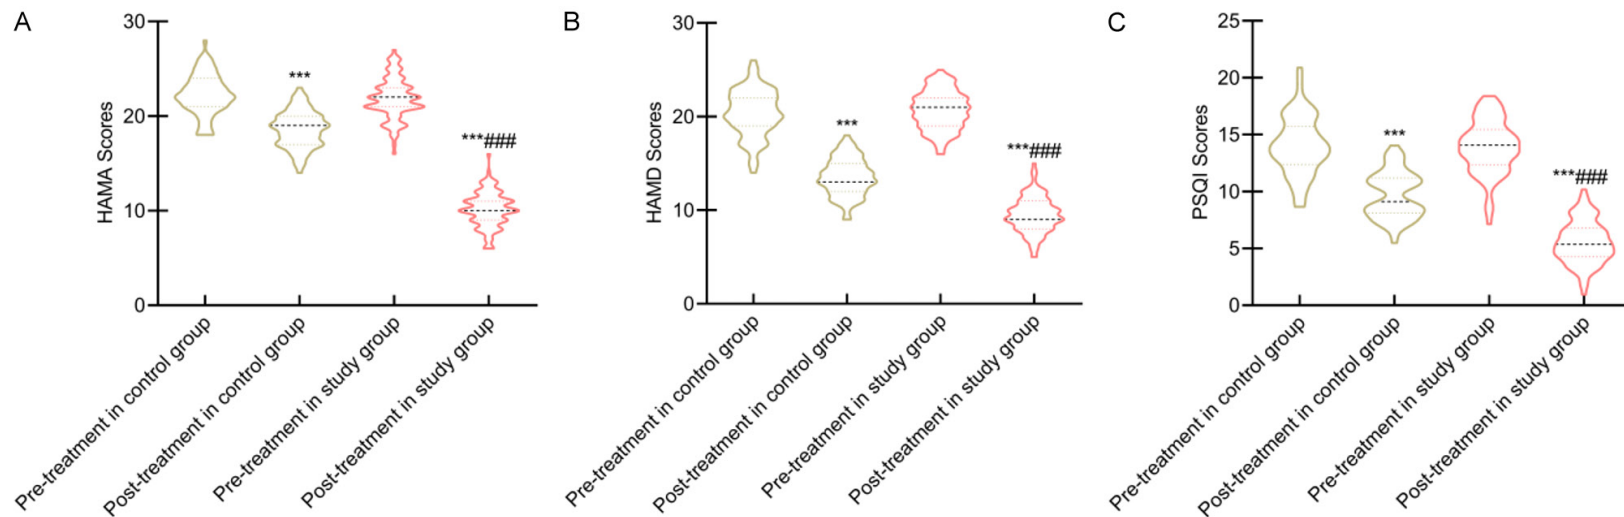 A
30
20
10
0
HAMA Scores
***
***###
Pre-treatment in control group
Post-treatment in control group
Pre-treatment in study group
Post-treatment in study group
B
30
20
10
0
HAMD Scores
***
***###
Pre-treatment in control group
Post-treatment in control group
Pre-treatment in study group
Post-treatment in study group
C
25
20
15
10
5
0
PSQI Scores
***
***###
Pre-treatment in control group
Post-treatment in control group
Pre-treatment in study group
Post-treatment in study group